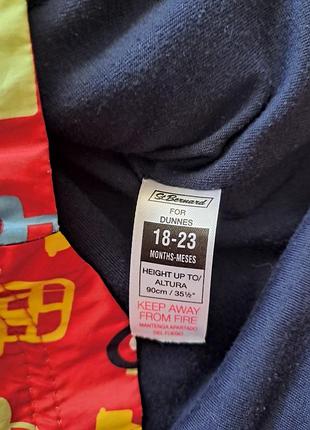 St. Bernard
FOR
DUNNES
18-23
MONTHS-MESES
HEIGHT UP TO/
ALTURA
90cm / 35½"
KEEP AWAY
FROM FIRE
MANTENGA APARTADO
DEL FUEGO